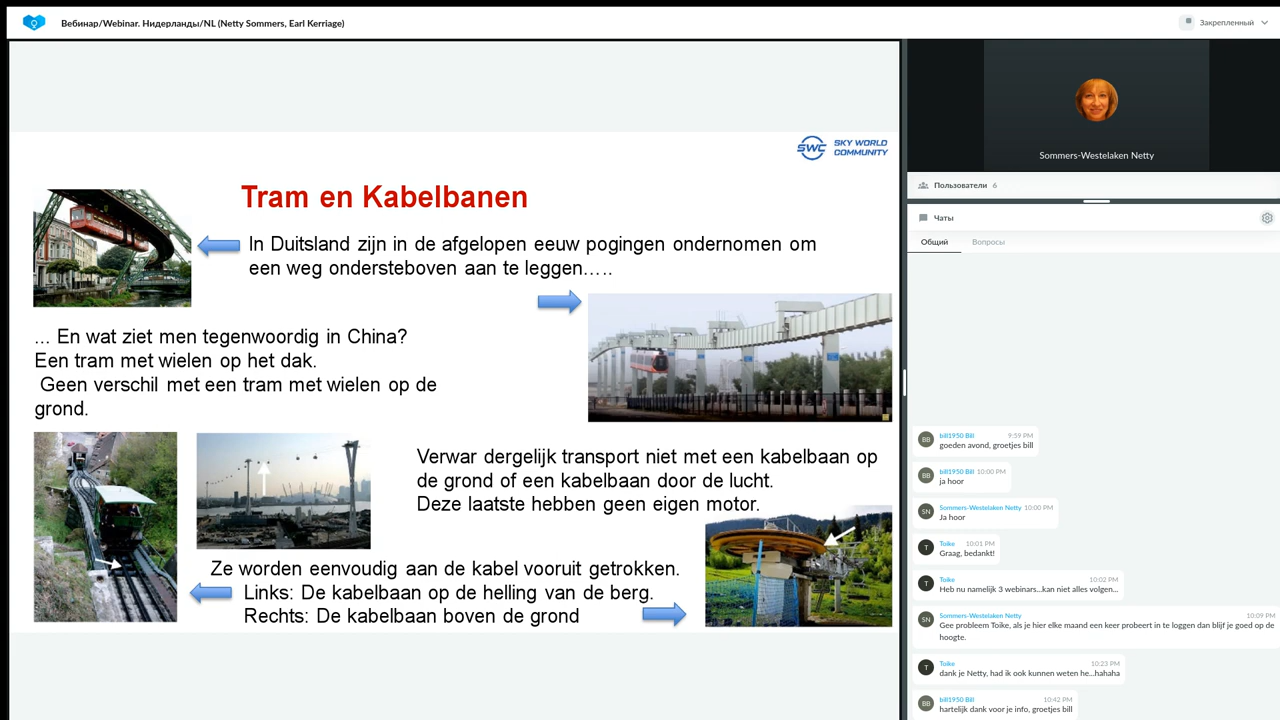 Вебинар/Webinar. Нидерланды/NL (Netty Sommers, Earl Kerriage)
Закрепленный
SWC SKY WORLD
COMMUNITY
Tram en Kabelbanen
In Duitsland zijn in de afgelopen eeuw pogingen ondernomen om
een weg ondersteboven aan te leggen…..
... En wat ziet men tegenwoordig in China?
Een tram met wielen op het dak.
Geen verschil met een tram met wielen op de
grond.
Verwar dergelijk transport niet met een kabelbaan op
de grond of een kabelbaan door de lucht.
Deze laatste hebben geen eigen motor.
Ze worden eenvoudig aan de kabel vooruit getrokken.
Links: De kabelbaan op de helling van de berg.
Rechts: De kabelbaan boven de grond
Sommers-Westelaken Netty
Пользователи 6
Чаты
Общий Вопросы
BB bill1950 Bill 9:59 PM
goeden avond, groetjes bill
BB bill1950 Bill 10:00 PM
ja hoor
SN Sommers-Westelaken Netty 10:00 PM
Ja hoor
T Toike 10:01 PM
Graag, bedankt!
T Toike 10:02 PM
Heb nu namelijk 3 webinars...kan niet alles volgen...
SN Sommers-Westelaken Netty 10:09 PM
Gee probleem Toike, als je hier elke maand een keer probeert in te loggen dan blijf je goed op de
hoogte.
T Toike 10:23 PM
dank je Netty, had ik ook kunnen weten he...hahaha
BB bill1950 Bill 10:42 PM
hartelijk dank voor je info, groetjes bill